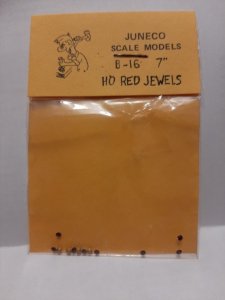 JUNECO
SCALE MODELS
B-16 7"
HO RED JEWELS